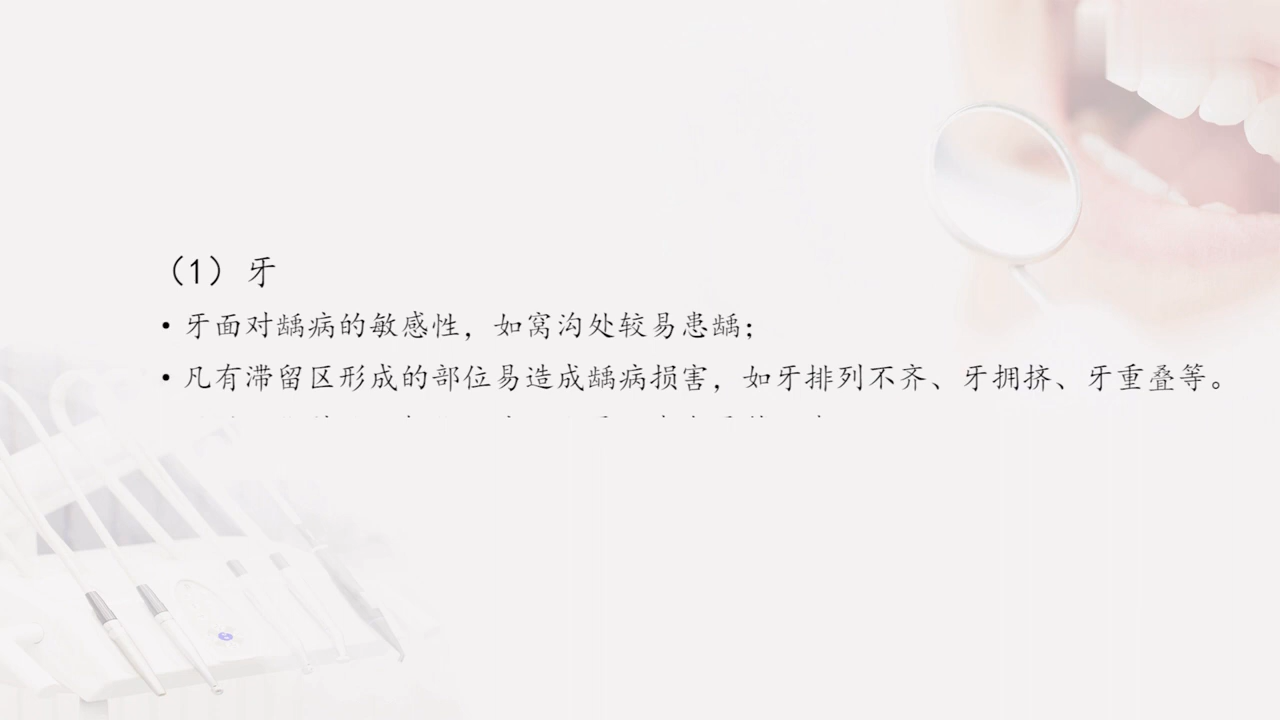 （1）牙
•牙面对龋病的敏感性，如窝沟处较易患龋；
•凡有滞留区形成的部位易造成龋病损害，如牙排列不齐、牙拥挤、牙重叠等。